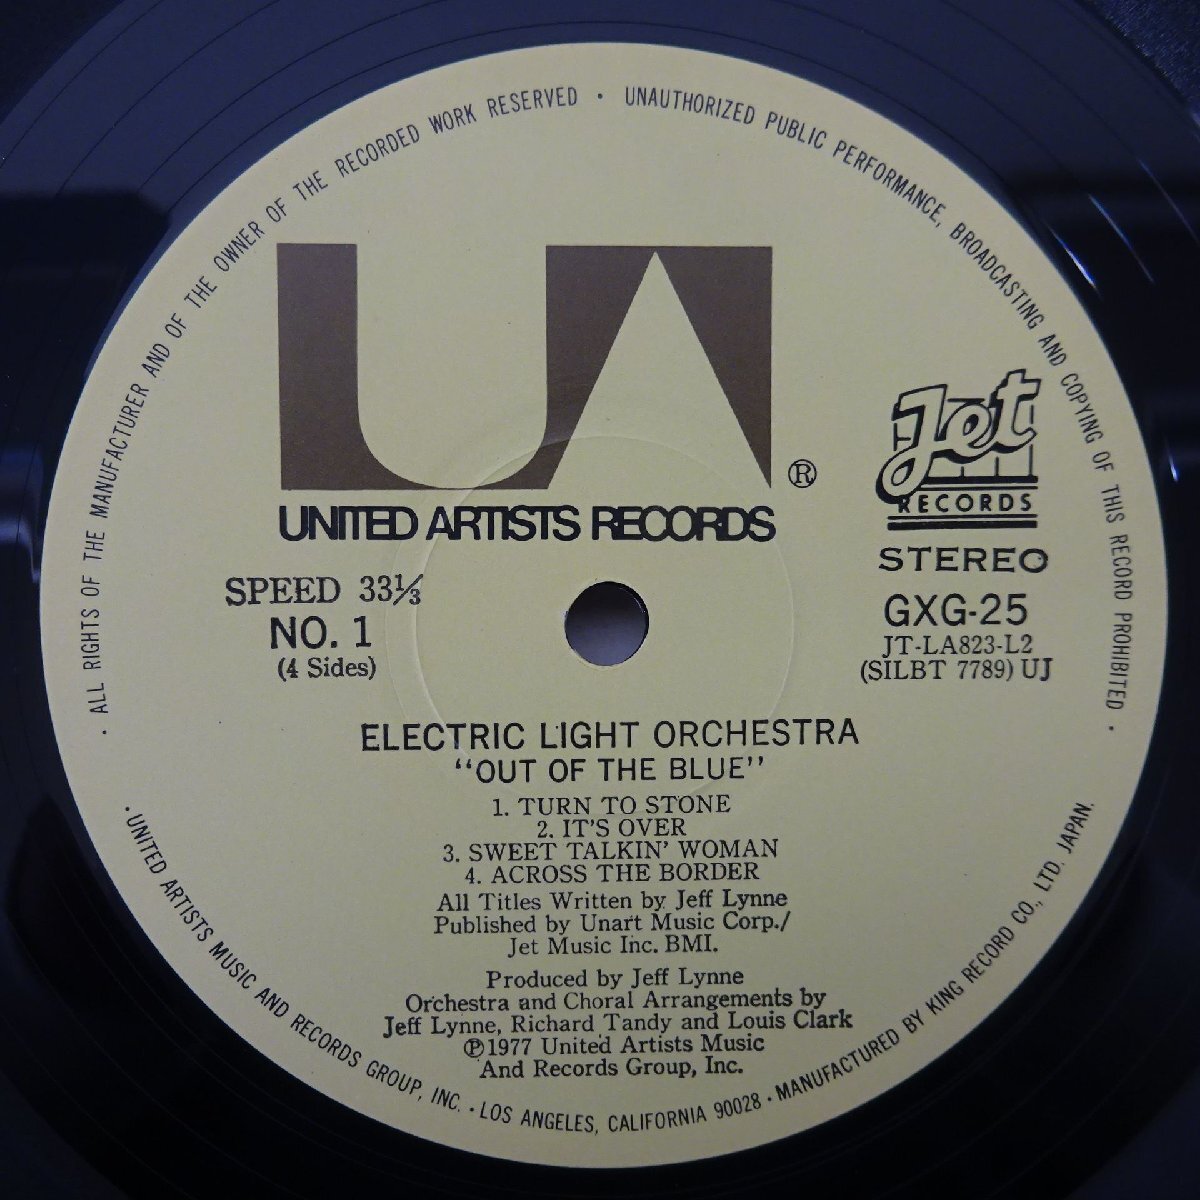 · ALL RIGHTS OF THE MANUFACTURER AND OF THE OWNER OF THE RECORDED WORK RESERVED · UNAUTHORIZED PUBLIC PERFORMANCE, BROADCASTING AND COPYING OF THIS RECORD PROHIBITED ·
UA ®
UNITED ARTISTS RECORDS
Jet
RECORDS
STEREO
GXG-25
JT-LA823-L2
(SILBT 7789) UJ
SPEED 33⅓
NO. 1
(4 Sides)
ELECTRIC LIGHT ORCHESTRA
“OUT OF THE BLUE”
1. TURN TO STONE
2. IT'S OVER
3. SWEET TALKIN' WOMAN
4. ACROSS THE BORDER
All Titles Written by Jeff Lynne
Published by Unart Music Corp./
Jet Music Inc. BMI.
Produced by Jeff Lynne
Orchestra and Choral Arrangements by
Jeff Lynne, Richard Tandy and Louis Clark
℗1977 United Artists Music
And Records Group, Inc.
· UNITED ARTISTS MUSIC AND RECORDS GROUP, INC. · LOS ANGELES, CALIFORNIA 90028 · MANUFACTURED BY KING RECORD CO., LTD. JAPAN.